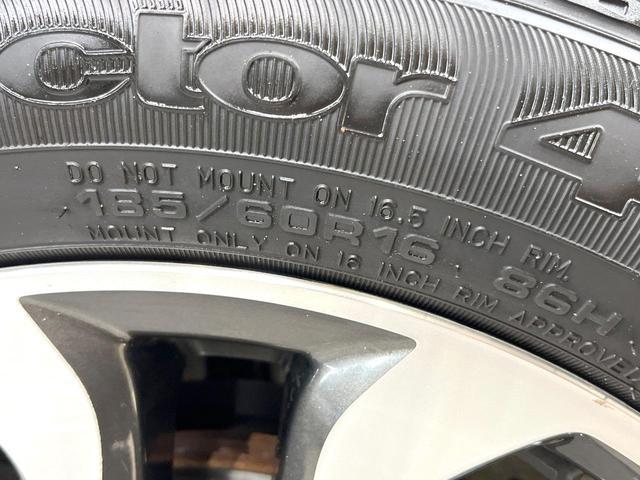 ctor 4
DO NOT MOUNT ON 16.5 INCH RIM
185/60R16 86H
MOUNT ONLY ON 16 INCH RIM APPROVED